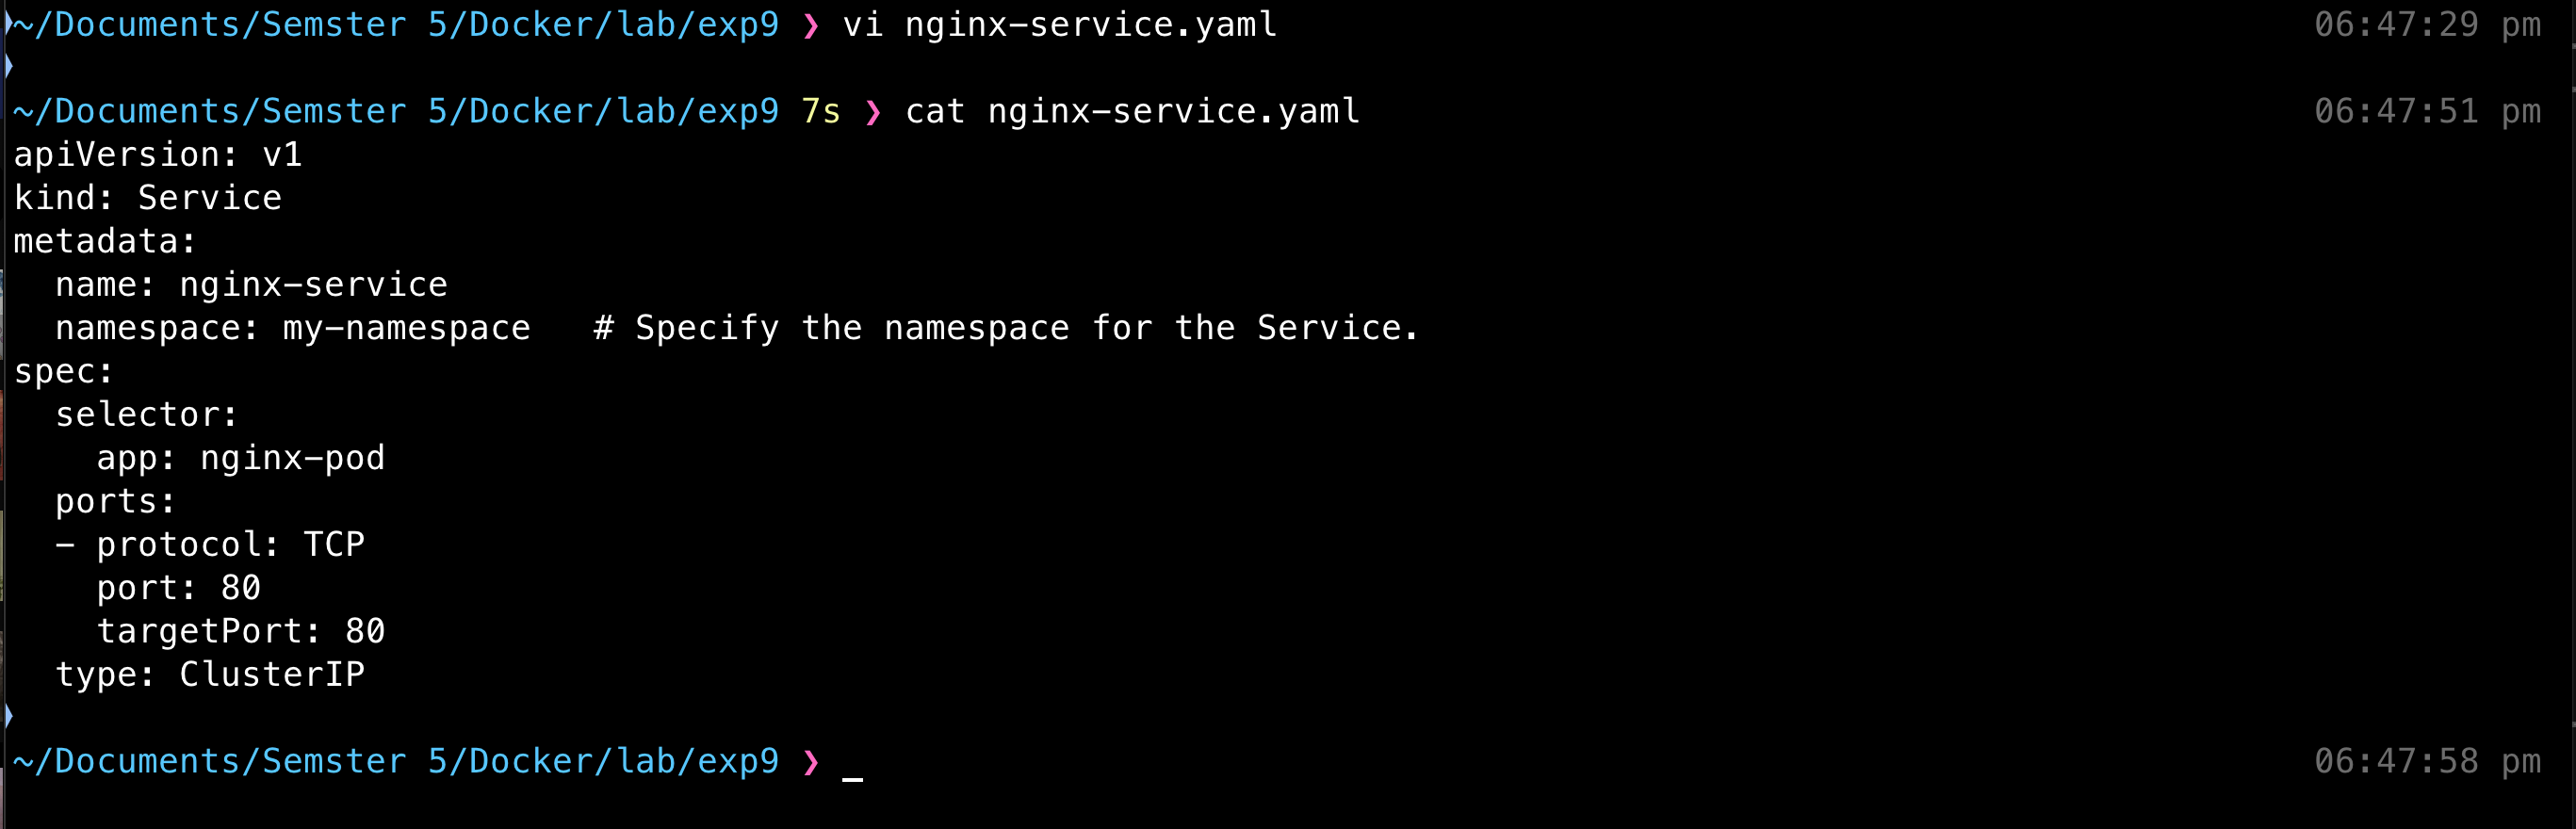 ~/Documents/Semster 5/Docker/lab/exp9 ❯ vi nginx-service.yaml 06:47:29 pm
~/Documents/Semster 5/Docker/lab/exp9 7s ❯ cat nginx-service.yaml 06:47:51 pm
apiVersion: v1
kind: Service
metadata:
  name: nginx-service
  namespace: my-namespace   # Specify the namespace for the Service.
spec:
  selector:
    app: nginx-pod
  ports:
  - protocol: TCP
    port: 80
    targetPort: 80
  type: ClusterIP
~/Documents/Semster 5/Docker/lab/exp9 ❯ _ 06:47:58 pm